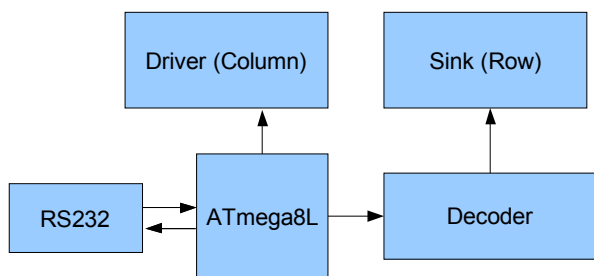 Driver (Column)
Sink (Row)
RS232
ATmega8L
Decoder